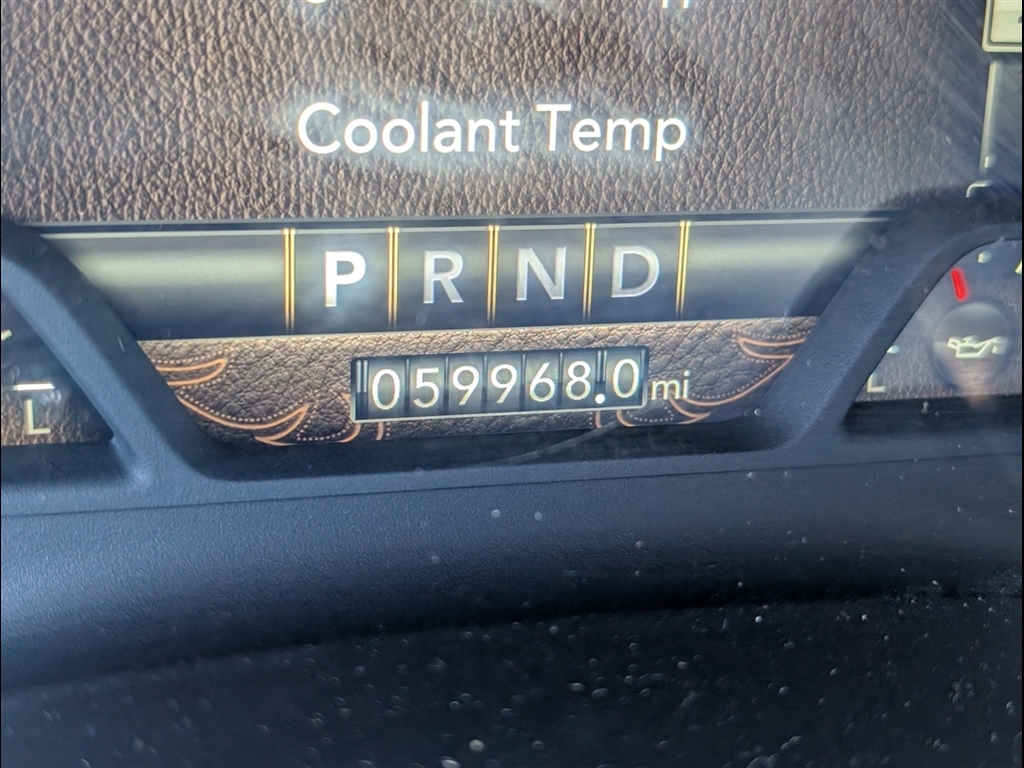 Coolant Temp
P R N D
059968.0 mi
L
L